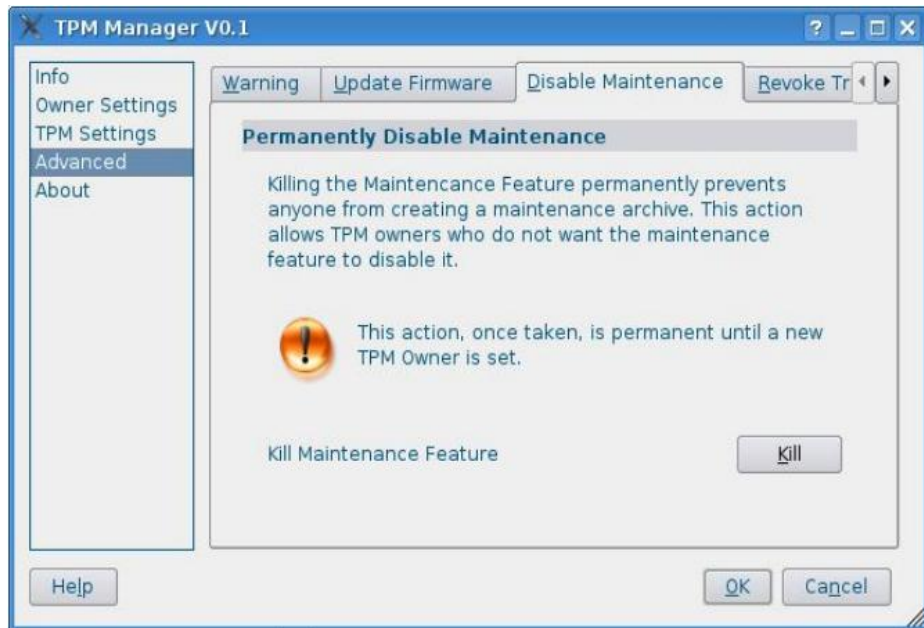 TPM Manager V0.1
Info
Owner Settings
TPM Settings
Advanced
About
Warning
Update Firmware
Disable Maintenance
Revoke Tr
Permanently Disable Maintenance
Killing the Maintencance Feature permanently prevents
anyone from creating a maintenance archive. This action
allows TPM owners who do not want the maintenance
feature to disable it.
This action, once taken, is permanent until a new
TPM Owner is set.
Kill Maintenance Feature
Kill
Help
OK
Cancel